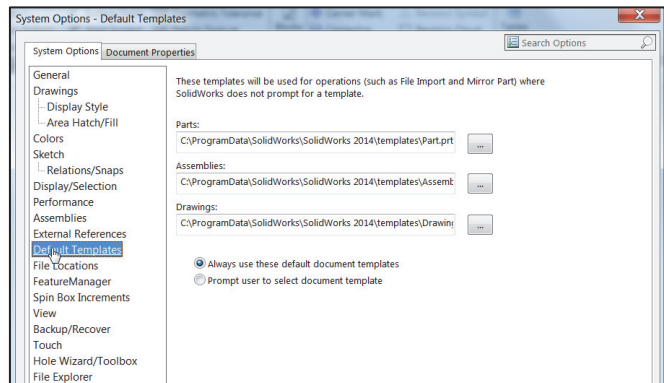 System Options - Default Templates
System Options
Document Properties
Search Options
General
Drawings
Display Style
Area Hatch/Fill
Colors
Sketch
Relations/Snaps
Display/Selection
Performance
Assemblies
External References
Default Templates
File Locations
FeatureManager
Spin Box Increments
View
Backup/Recover
Touch
Hole Wizard/Toolbox
File Explorer
These templates will be used for operations (such as File Import and Mirror Part) where
SolidWorks does not prompt for a template.
Parts:
C:\ProgramData\SolidWorks\SolidWorks 2014\templates\Part.prt
...
Assemblies:
C:\ProgramData\SolidWorks\SolidWorks 2014\templates\Assemb
...
Drawings:
C:\ProgramData\SolidWorks\SolidWorks 2014\templates\Drawing
...
Always use these default document templates
Prompt user to select document template